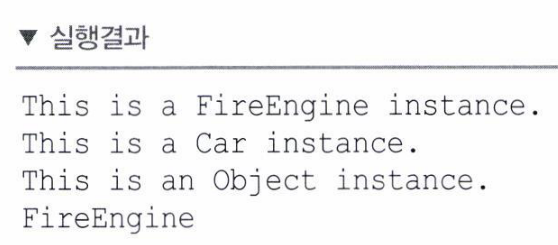 ▼ 실행결과
This is a FireEngine instance.
This is a Car instance.
This is an Object instance.
FireEngine